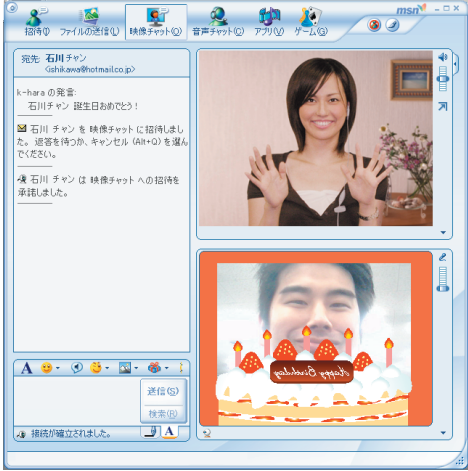 msn
招待(I) ファイルの送信(L) 映像チャット(O) 音声チャット(C) アプリ(V) ゲーム(G)
宛先: 石川チャン
<ishikawa@hotmail.co.jp>
k-hara の発言:
石川チャン 誕生日おめでとう！
石川 チャン を 映像チャット に招待しまし
た。 返答を待つか、キャンセル (Alt+Q) を選ん
でください。
石川 チャン は 映像チャット への招待を
承諾しました。
Happy Birthday
A
送信(S)
検索(R)
接続が確立されました。
A